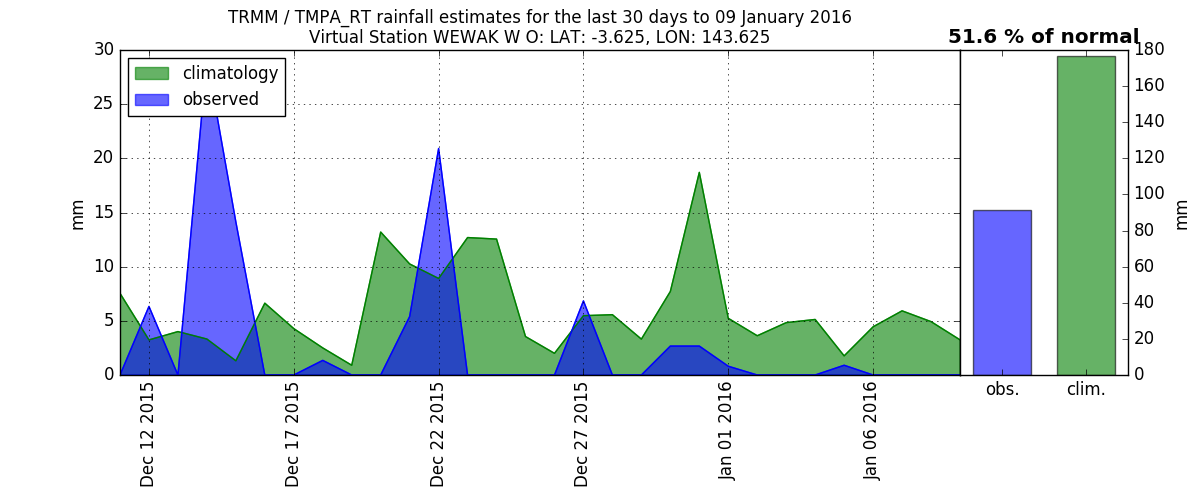 TRMM / TMPA_RT rainfall estimates for the last 30 days to 09 January 2016
Virtual Station WEWAK W O: LAT: -3.625, LON: 143.625
51.6 % of normal
climatology
observed
30
25
20
15
10
5
0
mm
Dec 12 2015
Dec 17 2015
Dec 22 2015
Dec 27 2015
Jan 01 2016
Jan 06 2016
180
160
140
120
100
80
60
40
20
0
mm
obs.
clim.